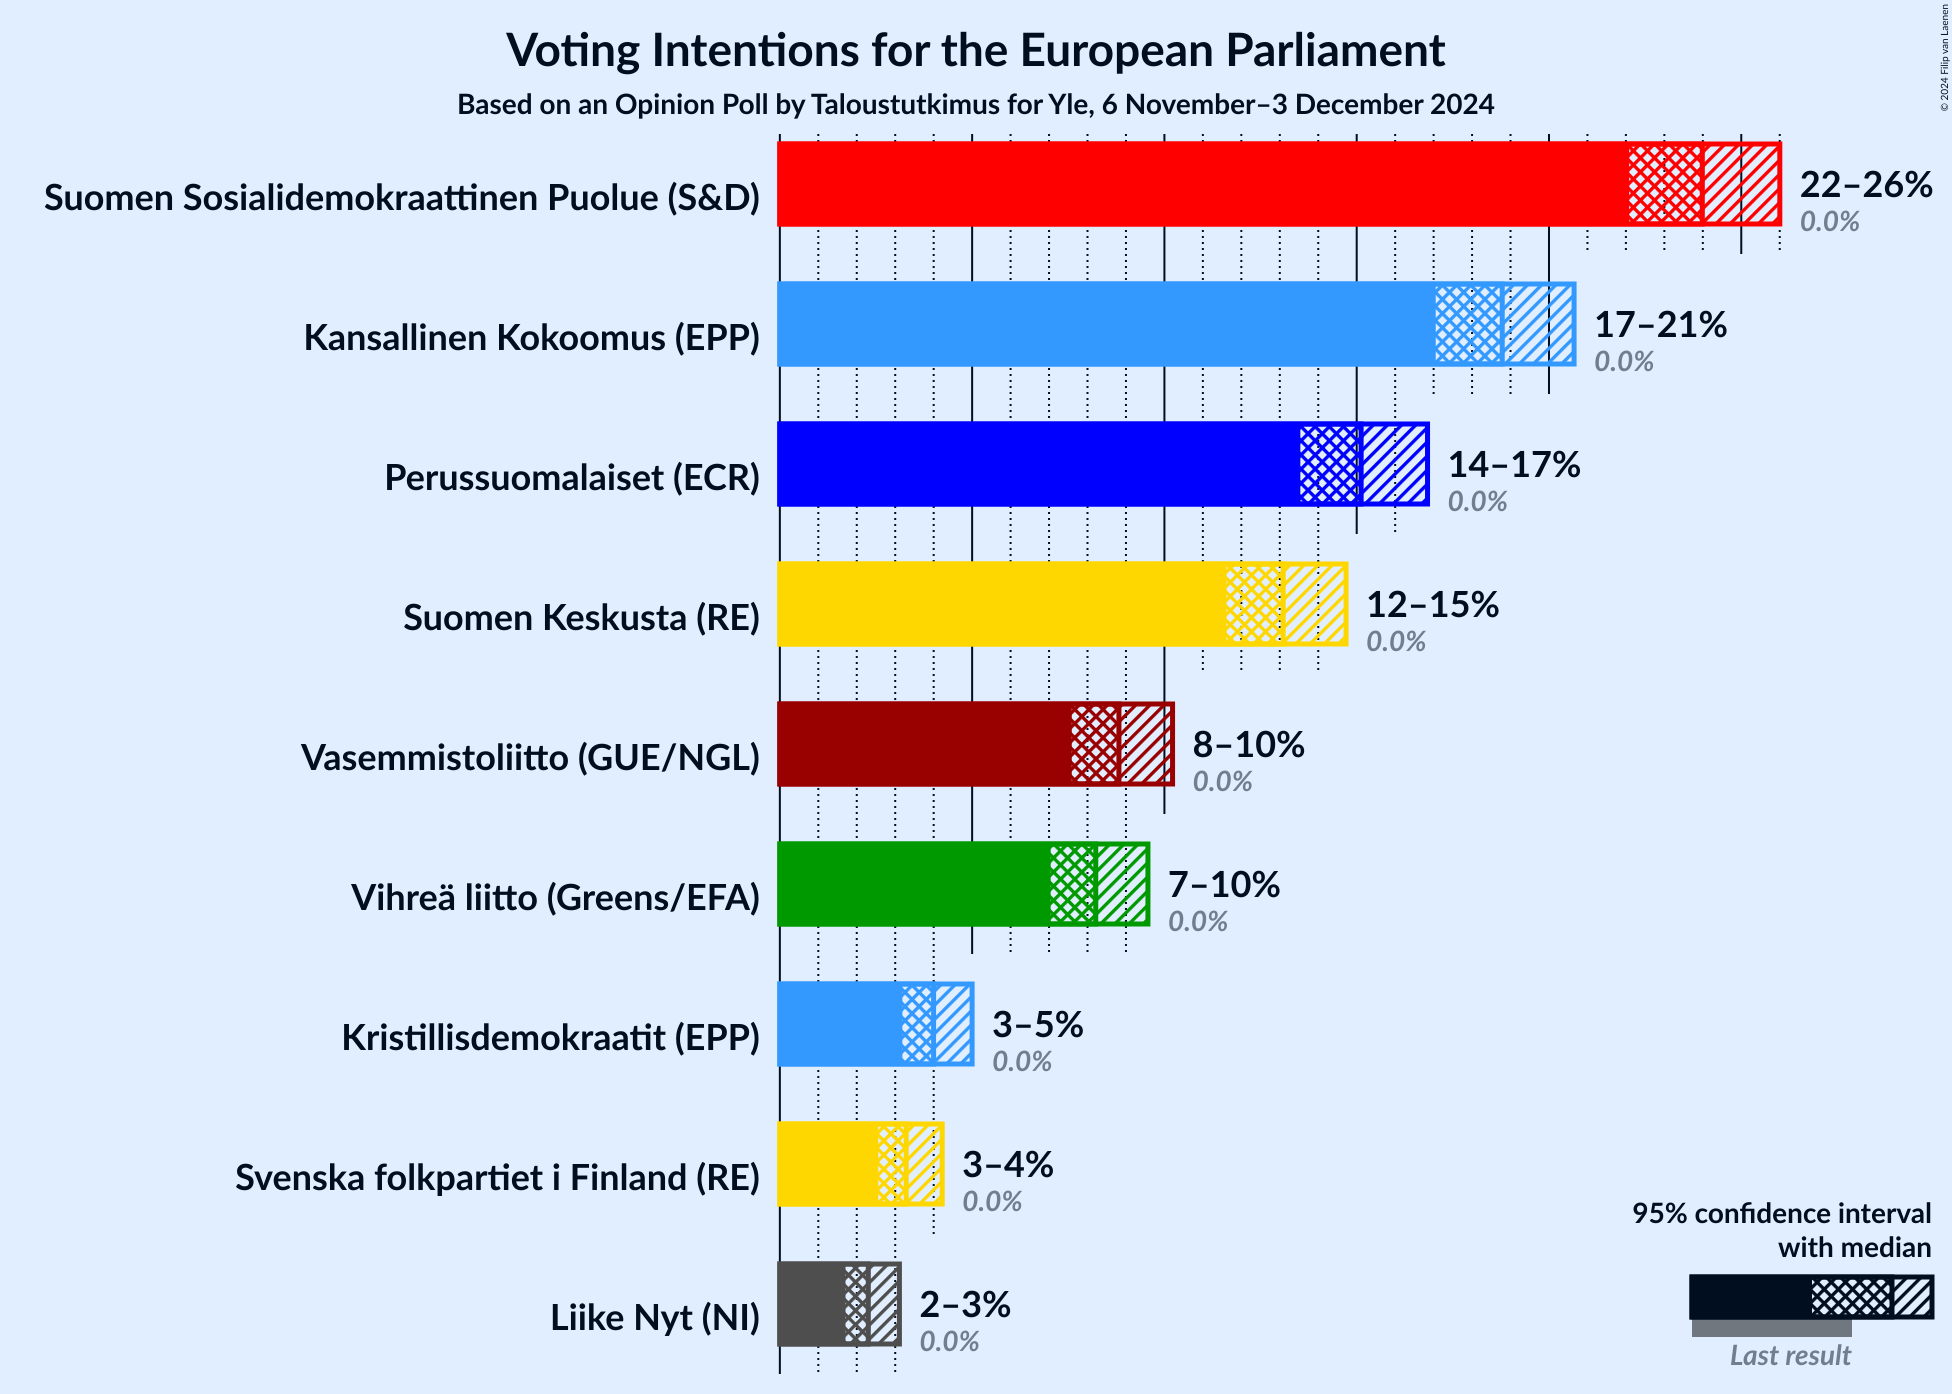 Voting Intentions for the European Parliament
Based on an Opinion Poll by Taloustutkimus for Yle, 6 November–3 December 2024
© 2024 Filip van Laenen
Suomen Sosialidemokraattinen Puolue (S&D)
22–26%
0.0%
Kansallinen Kokoomus (EPP)
17–21%
0.0%
Perussuomalaiset (ECR)
14–17%
0.0%
Suomen Keskusta (RE)
12–15%
0.0%
Vasemmistoliitto (GUE/NGL)
8–10%
0.0%
Vihreä liitto (Greens/EFA)
7–10%
0.0%
Kristillisdemokraatit (EPP)
3–5%
0.0%
Svenska folkpartiet i Finland (RE)
3–4%
0.0%
Liike Nyt (NI)
2–3%
0.0%
95% confidence interval
with median
Last result